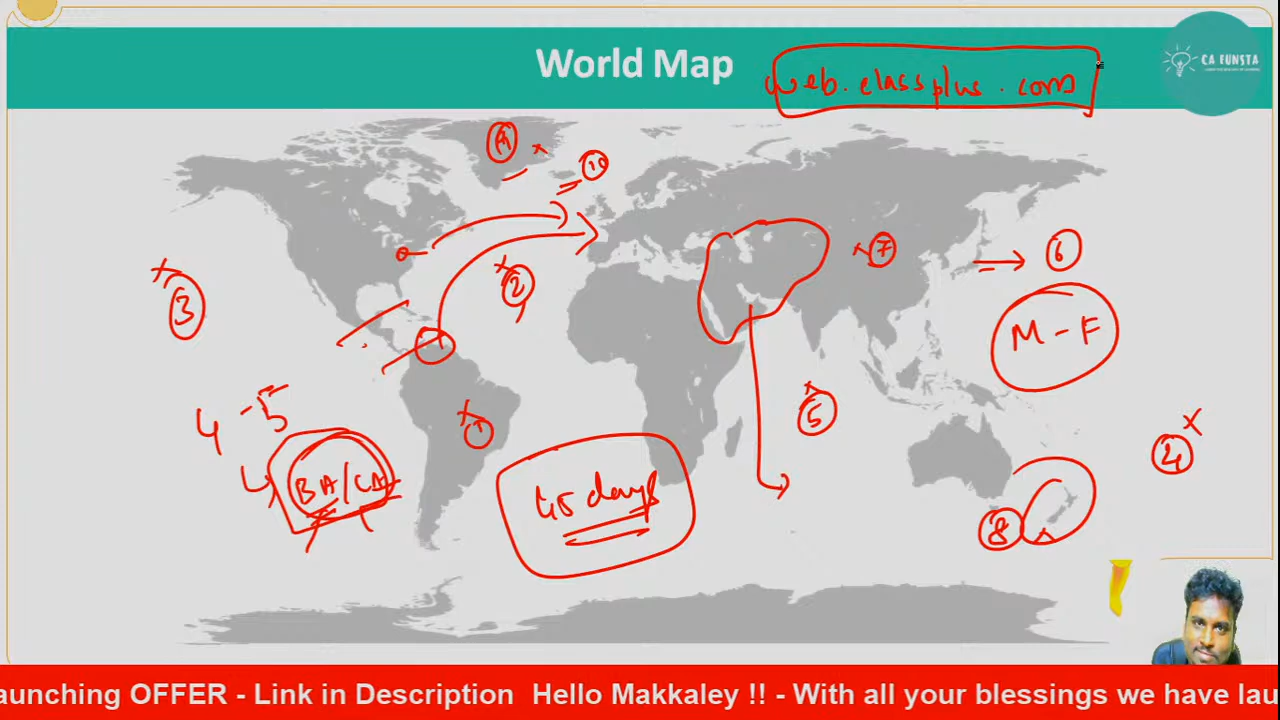 World Map
web.classplus.com
CA FUNSTA
10
2
7
6
3
M - F
4 - 5
1
5
4
BA/CA
45 days
8
aunching OFFER - Link in Description Hello Makkaley !! - With all your blessings we have lau